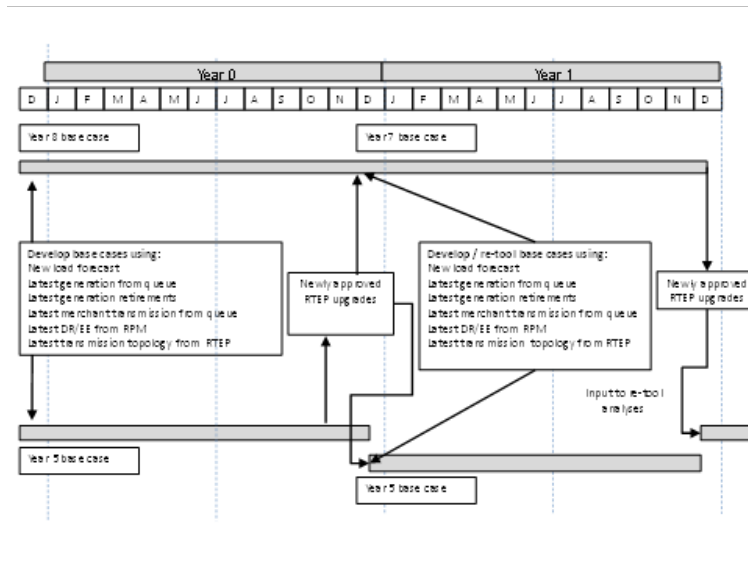 Year 0 Year 1
D J F M A M J J A S O N D J F M A M J J A S O N D
Year 8 base case
Year 7 base case
Develop base cases using:
New load forecast
Latest generation from queue
Latest generation retirements
Latest merchant transmission from queue
Latest DR/EE from RPM
Latest transmission topology from RTEP
Newly approved
RTEP upgrades
Develop / re-tool base cases using:
New load forecast
Latest generation from queue
Latest generation retirements
Latest merchant transmission from queue
Latest DR/EE from RPM
Latest transmission topology from RTEP
Newly approved
RTEP upgrades
Input to re-tool
analyses
Year 5 base case
Year 5 base case